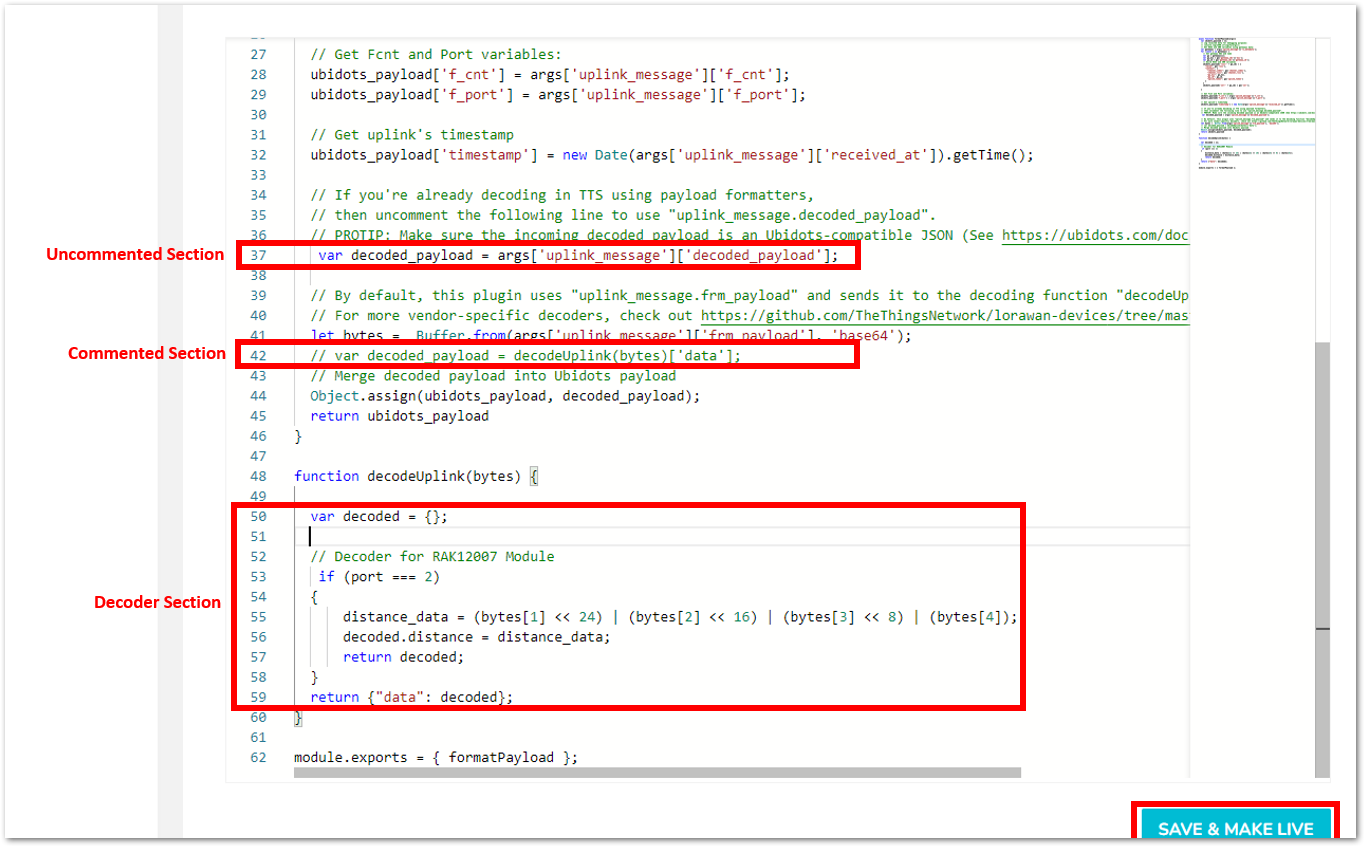 27 // Get Fcnt and Port variables:
28 ubidots_payload['f_cnt'] = args['uplink_message']['f_cnt'];
29 ubidots_payload['f_port'] = args['uplink_message']['f_port'];
30
31 // Get uplink's timestamp
32 ubidots_payload['timestamp'] = new Date(args['uplink_message']['received_at']).getTime();
33
34 // If you're already decoding in TTS using payload formatters,
35 // then uncomment the following line to use "uplink_message.decoded_payload".
36 // PROTIP: Make sure the incoming decoded payload is an Ubidots-compatible JSON (See https://ubidots.com/doc
Uncommented Section
37 var decoded_payload = args['uplink_message']['decoded_payload'];
38
39 // By default, this plugin uses "uplink_message.frm_payload" and sends it to the decoding function "decodeUp
40 // For more vendor-specific decoders, check out https://github.com/TheThingsNetwork/lorawan-devices/tree/mas
41 let bytes = Buffer.from(args['uplink_message']['frm_payload'], 'base64');
Commented Section
42 // var decoded_payload = decodeUplink(bytes)['data'];
43 // Merge decoded payload into Ubidots payload
44 Object.assign(ubidots_payload, decoded_payload);
45 return ubidots_payload
46 }
47
48 function decodeUplink(bytes) {
49
50 var decoded = {};
51
52 // Decoder for RAK12007 Module
53 if (port === 2)
54 {
Decoder Section
55 distance_data = (bytes[1] << 24) | (bytes[2] << 16) | (bytes[3] << 8) | (bytes[4]);
56 decoded.distance = distance_data;
57 return decoded;
58 }
59 return {"data": decoded};
60 }
61
62 module.exports = { formatPayload };
SAVE & MAKE LIVE